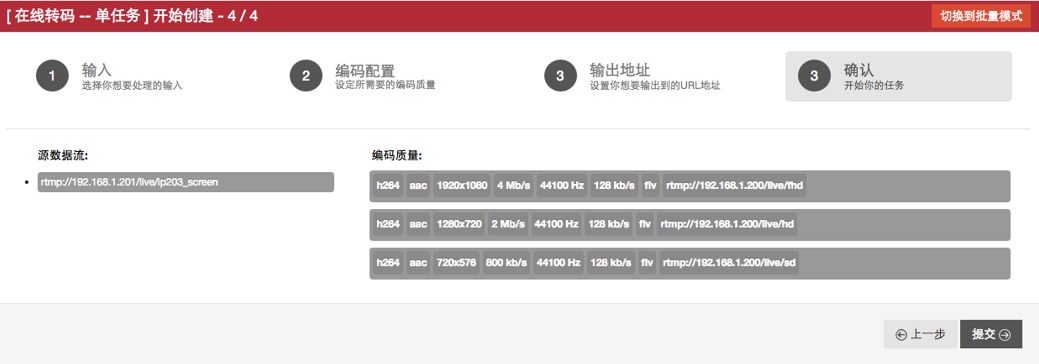 [ 在线转码 -- 单任务 ] 开始创建 - 4 / 4
切换到批量模式
1 输入
选择你想要处理的输入
2 编码配置
设定所需要的编码质量
3 输出地址
设置你想要输出到的URL地址
3 确认
开始你的任务
源数据流:
rtmp://192.168.1.201/live/ip203_screen
编码质量:
h264 aac 1920x1080 4 Mb/s 44100 Hz 128 kb/s flv rtmp://192.168.1.200/live/fhd
h264 aac 1280x720 2 Mb/s 44100 Hz 128 kb/s flv rtmp://192.168.1.200/live/hd
h264 aac 720x576 800 kb/s 44100 Hz 128 kb/s flv rtmp://192.168.1.200/live/sd
上一步
提交